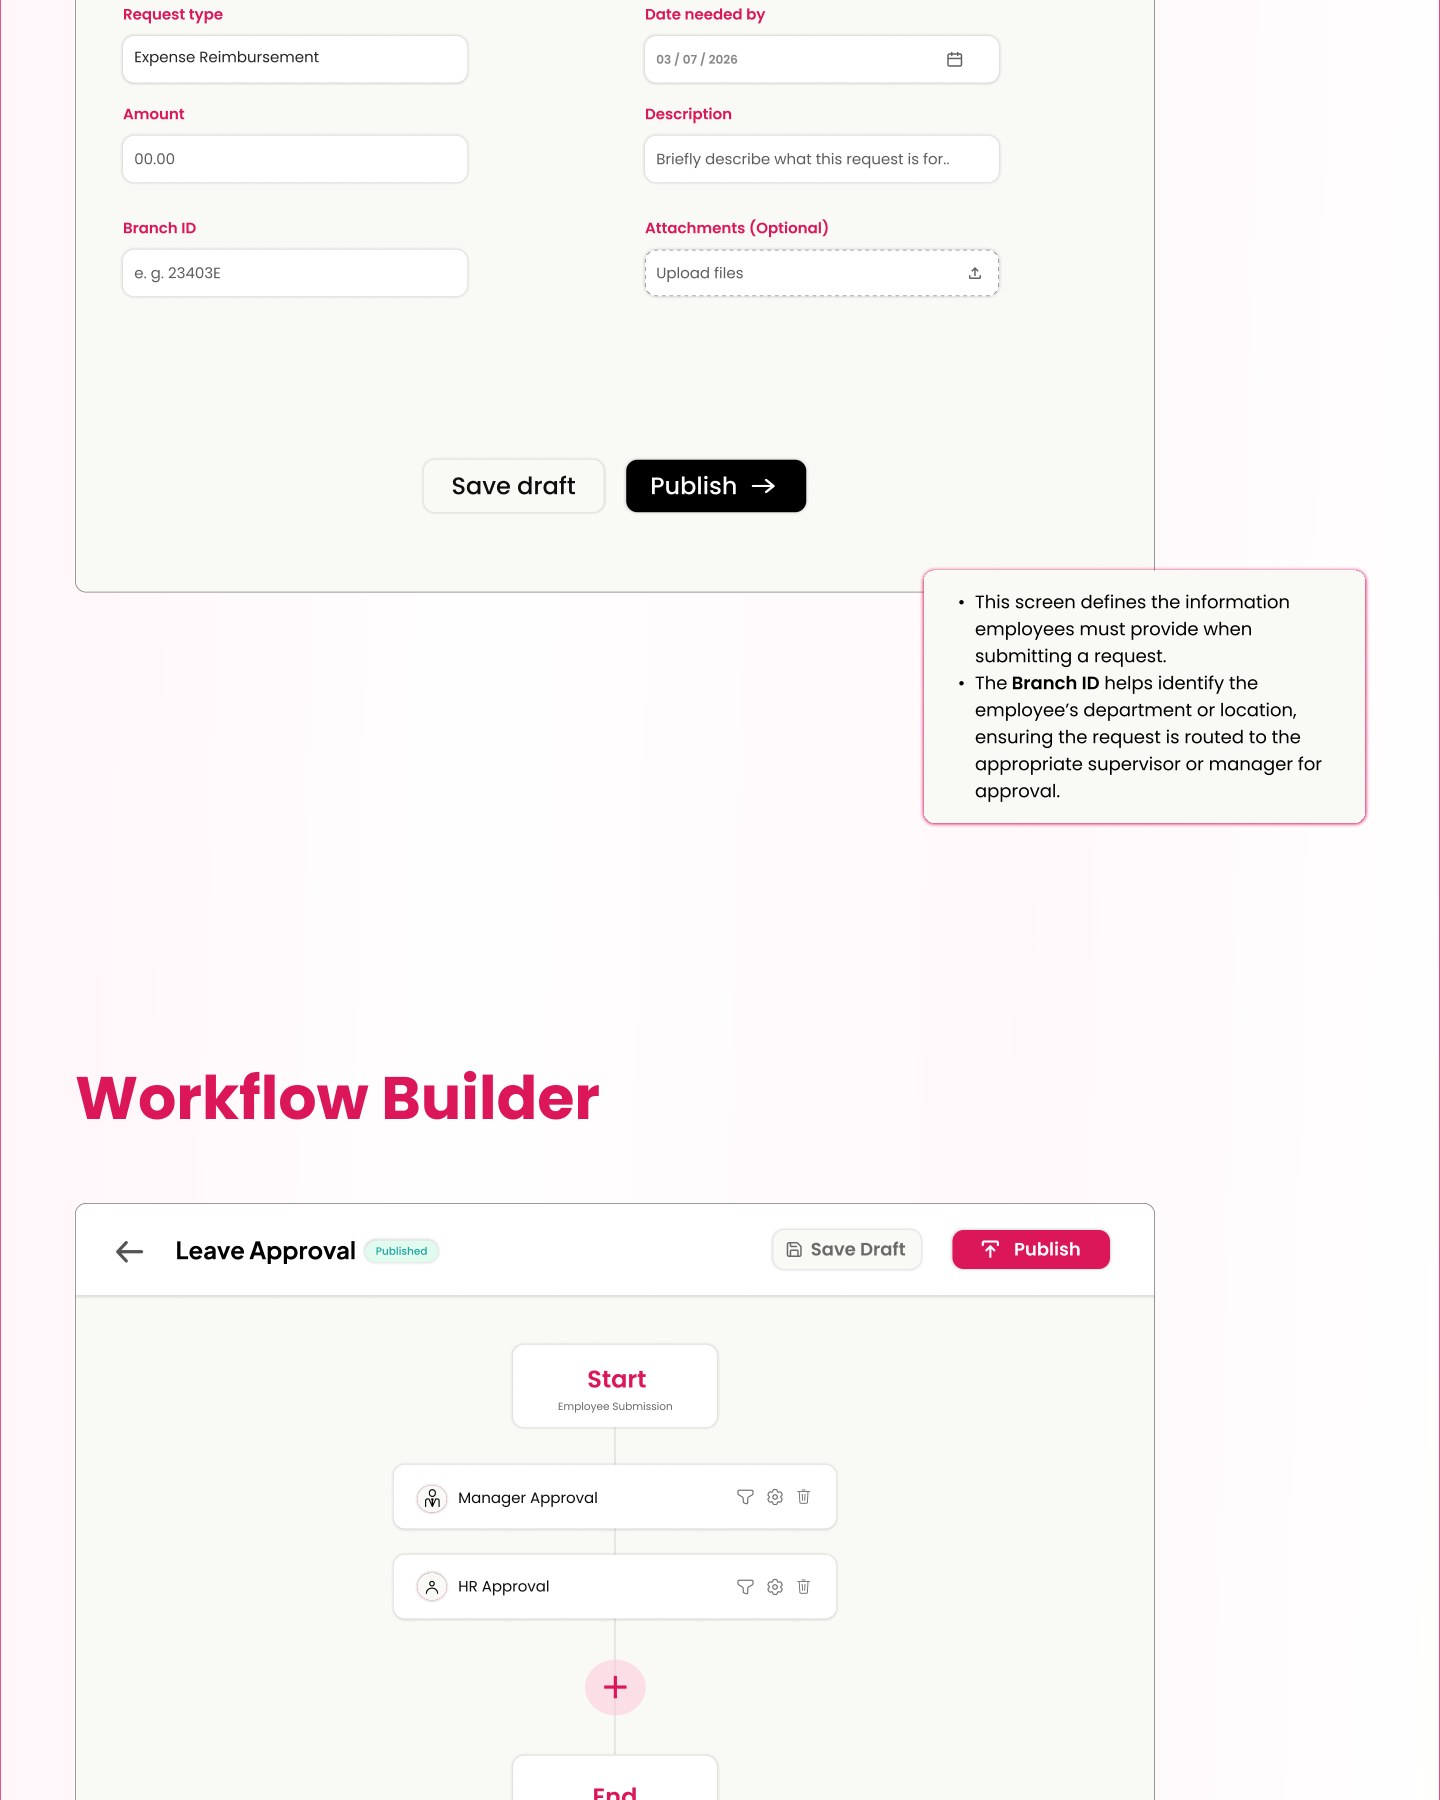 Request type
Date needed by
Expense Reimbursement
03 / 07 / 2026
Amount
Description
00.00
Briefly describe what this request is for..
Branch ID
Attachments (Optional)
e. g. 23403E
Upload files
Save draft
Publish
• This screen defines the information
employees must provide when
submitting a request.
• The Branch ID helps identify the
employee’s department or location,
ensuring the request is routed to the
appropriate supervisor or manager for
approval.
Workflow Builder
Leave Approval
Published
Save Draft
Publish
Start
Employee Submission
Manager Approval
HR Approval
End